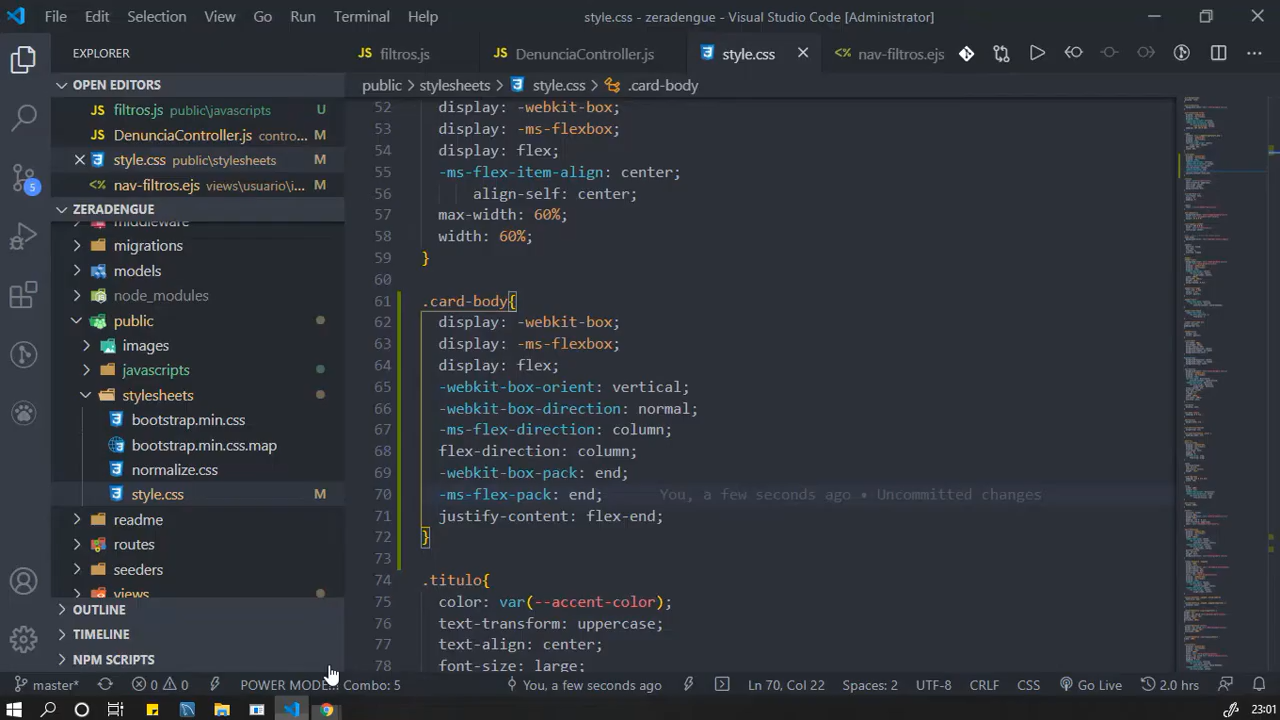 File Edit Selection View Go Run Terminal Help
style.css - zeradengue - Visual Studio Code [Administrator]
EXPLORER
filtros.js
DenunciaController.js
style.css
nav-filtros.ejs
OPEN EDITORS
filtros.js public\javascripts U
DenunciaController.js contro... M
style.css public\stylesheets M
nav-filtros.ejs views\usuario\i... M
ZERADENGUE
middleware
migrations
models
node_modules
public
images
javascripts
stylesheets
bootstrap.min.css
bootstrap.min.css.map
normalize.css
style.css M
readme
routes
seeders
views
OUTLINE
TIMELINE
NPM SCRIPTS
5
public > stylesheets > style.css > .card-body
52 display: -webkit-box;
53 display: -ms-flexbox;
54 display: flex;
55 -ms-flex-item-align: center;
56 align-self: center;
57 max-width: 60%;
58 width: 60%;
59 }
60
61 .card-body{
62 display: -webkit-box;
63 display: -ms-flexbox;
64 display: flex;
65 -webkit-box-orient: vertical;
66 -webkit-box-direction: normal;
67 -ms-flex-direction: column;
68 flex-direction: column;
69 -webkit-box-pack: end;
70 -ms-flex-pack: end; You, a few seconds ago • Uncommitted changes
71 justify-content: flex-end;
72 }
73
74 .titulo{
75 color: var(--accent-color);
76 text-transform: uppercase;
77 text-align: center;
78 font-size: large;
master* 0 0 POWER MODE... Combo: 5 You, a few seconds ago Ln 70, Col 22 Spaces: 2 UTF-8 CRLF CSS Go Live 2.0 hrs
23:01